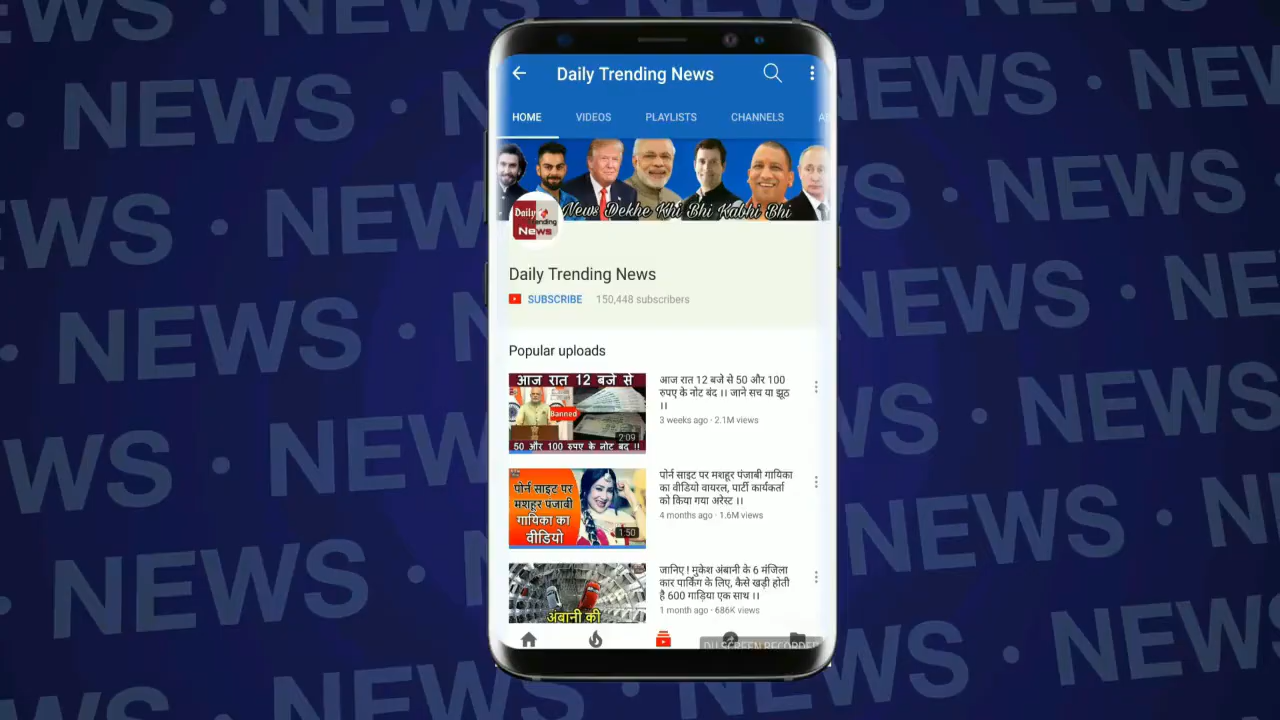 NEWS • NEWS • NEWS
Daily Trending News
HOME VIDEOS PLAYLISTS CHANNELS
News Dekhe Khi Bhi Kabhi Bhi
Daily
Trending
News
Daily Trending News
SUBSCRIBE 150,448 subscribers
Popular uploads
आज रात 12 बजे से
Banned
2:09
50 और 100 रुपए के नोट बंद !!
आज रात 12 बजे से 50 और 100
रुपए के नोट बंद ।। जाने सच या झूठ
।।
3 weeks ago · 2.1M views
पोर्न साइट पर
मशहूर पंजाबी
गायिका का
वीडियो
1:50
पोर्न साइट पर मशहूर पंजाबी गायिका
का वीडियो वायरल, पार्टी कार्यकर्ता
को किया गया अरेस्ट ।।
4 months ago · 1.6M views
अंबानी की
जानिए ! मुकेश अंबानी के 6 मंजिला
कार पार्किंग के लिए, कैसे खड़ी होती
है 600 गाड़िया एक साथ ।।
1 month ago · 686K views
DU SCREEN RECORDER